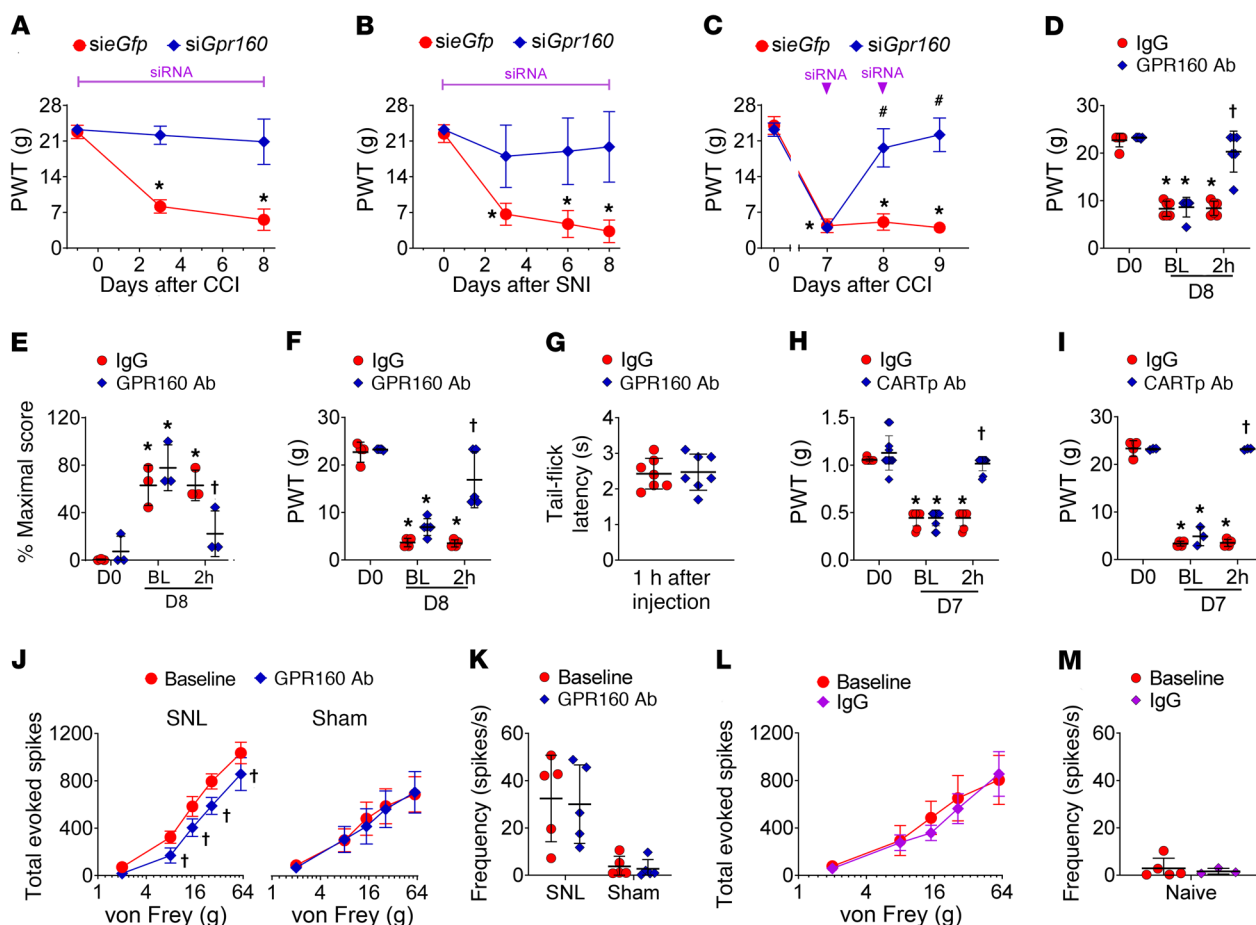 A
sieGfp siGpr160
siRNA
28
21
14
7
0
PWT (g)
0 2 4 6 8
Days after CCI
* *
B
sieGfp siGpr160
siRNA
28
21
14
7
0
PWT (g)
0 2 4 6 8
Days after SNI
* * *
C
sieGfp siGpr160
siRNA siRNA
28
21
14
7
0
PWT (g)
# #
* * *
0 7 8 9
Days after CCI
D
IgG
GPR160 Ab
30
20
10
0
PWT (g)
†
* * *
D0 BL 2h
D8
E
IgG
GPR160 Ab
120
80
40
0
% Maximal score
* * * †
D0 BL 2h
D8
F
IgG
GPR160 Ab
30
20
10
0
PWT (g)
†
* * *
D0 BL 2h
D8
G
IgG
GPR160 Ab
4
3
2
1
0
Tail-flick
latency (s)
1 h after
injection
H
IgG
CARTp Ab
1.5
1.0
0.5
0.0
PWT (g)
†
* * *
D0 BL 2h
D7
I
IgG
CARTp Ab
30
20
10
0
PWT (g)
†
* * *
D0 BL 2h
D7
J
Baseline GPR160 Ab
SNL Sham
1200
800
400
0
Total evoked spikes
† † † †
1 4 16 64
von Frey (g)
1 4 16 64
von Frey (g)
K
Baseline
GPR160 Ab
60
40
20
0
Frequency (spikes/s)
SNL Sham
L
Baseline
IgG
1200
800
400
0
Total evoked spikes
1 4 16 64
von Frey (g)
M
Baseline
IgG
60
40
20
0
Frequency (spikes/s)
Naive